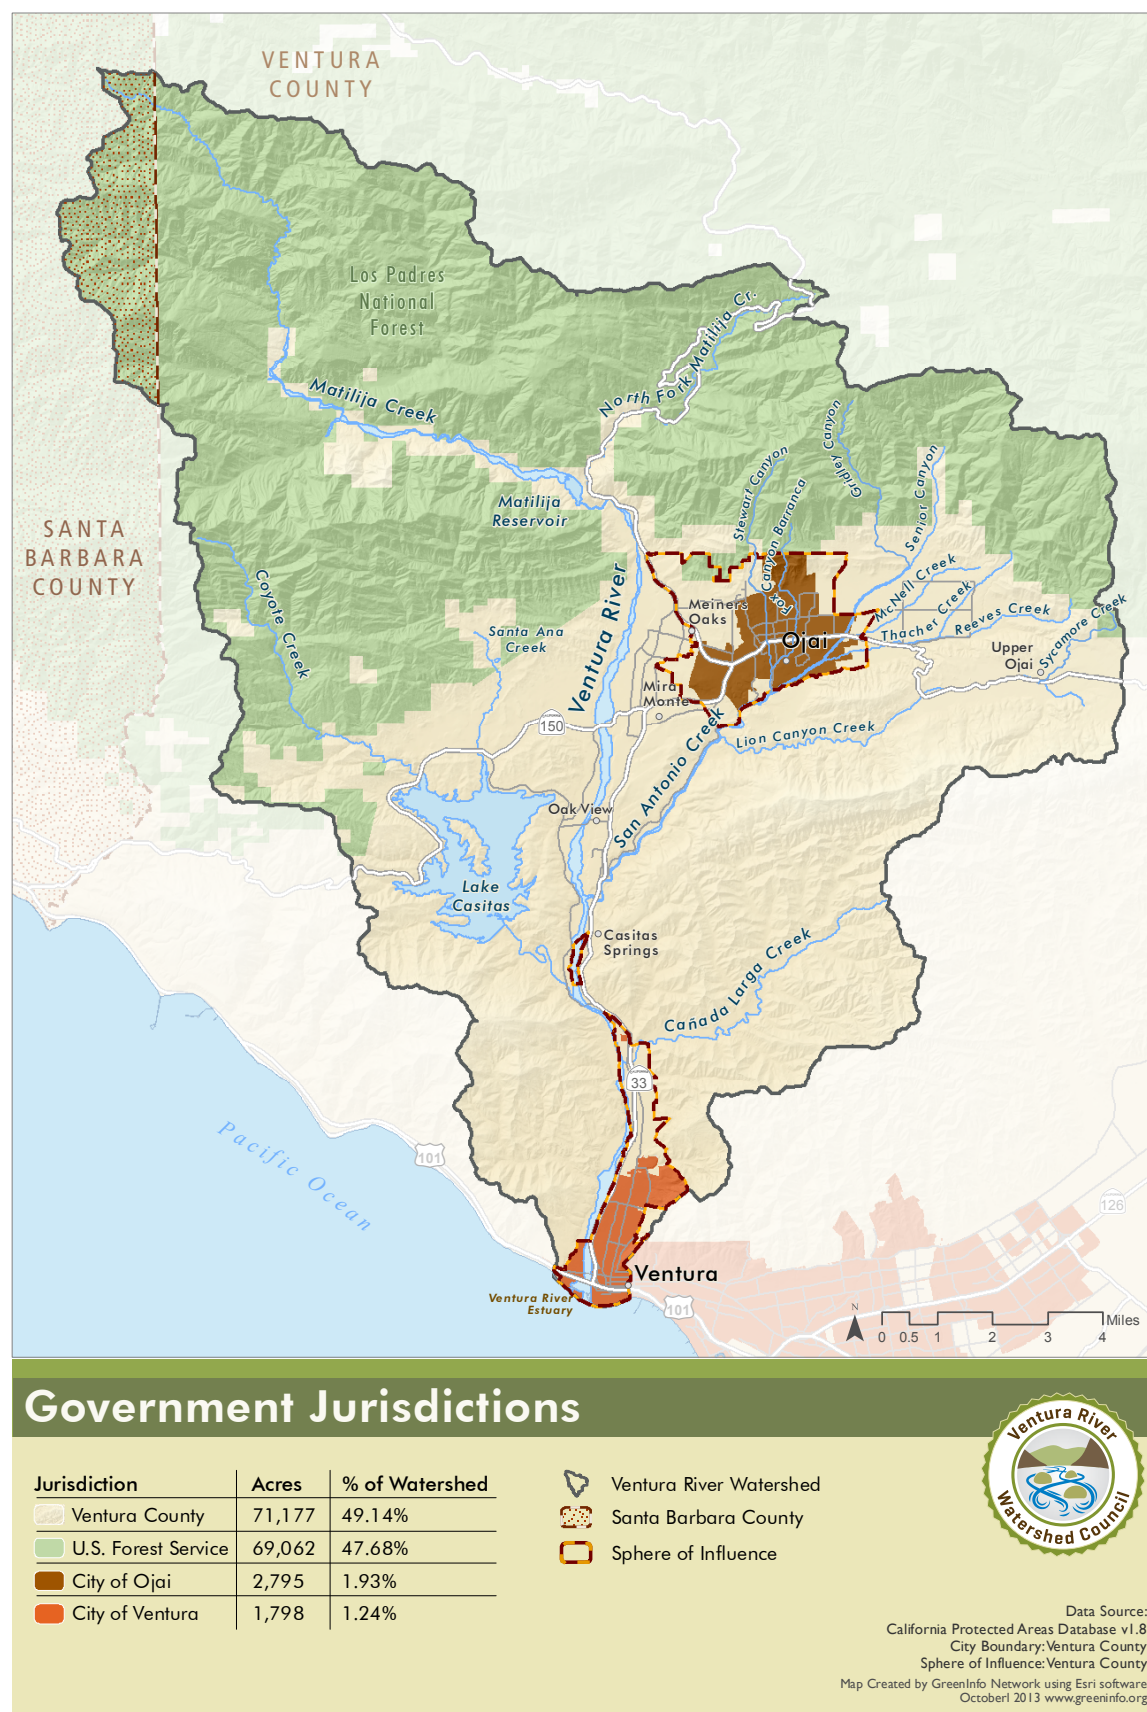 VENTURA
COUNTY
Los Padres
National
Forest
North Fork Matilija Cr.
Matilija Creek
Matilija
Reservoir
SANTA
BARBARA
COUNTY
Coyote Creek
Santa Ana
Creek
Ventura River
Stewart Canyon
Fox Canyon Barranca
Gridley Canyon
Senior Canyon
McNell Creek
Thacher Creek
Reeves Creek
Sycamore Creek
Meiners
Oaks
Ojai
Upper
Ojai
Mira
Monte
CALIFORNIA
150
Lion Canyon Creek
San Antonio Creek
Oak View
Lake
Casitas
Casitas
Springs
Cañada Larga Creek
CALIFORNIA
33
Pacific Ocean
101
126
Ventura
Ventura River
Estuary
101
N
Miles
0 0.5 1 2 3 4
Government Jurisdictions
Jurisdiction Acres % of Watershed
Ventura County 71,177 49.14%
U.S. Forest Service 69,062 47.68%
City of Ojai 2,795 1.93%
City of Ventura 1,798 1.24%
Ventura River Watershed
Santa Barbara County
Sphere of Influence
Ventura River
Watershed Council
Data Source:
California Protected Areas Database v1.8
City Boundary: Ventura County
Sphere of Influence: Ventura County
Map Created by GreenInfo Network using Esri software
Octoberl 2013 www.greeninfo.org